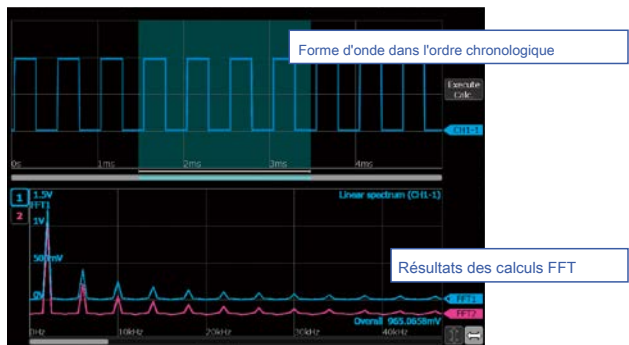 Forme d'onde dans l'ordre chronologique
Execute
Calc.
CH1-1
0s 1ms 2ms 3ms 4ms
1 1.5V Linear spectrum (CH1-1)
FFT1
2 1V
500mV
Résultats des calculs FFT
0V
FFT1
Overall 965.0658mV FFT2
0Hz 10kHz 20kHz 30kHz 40kHz